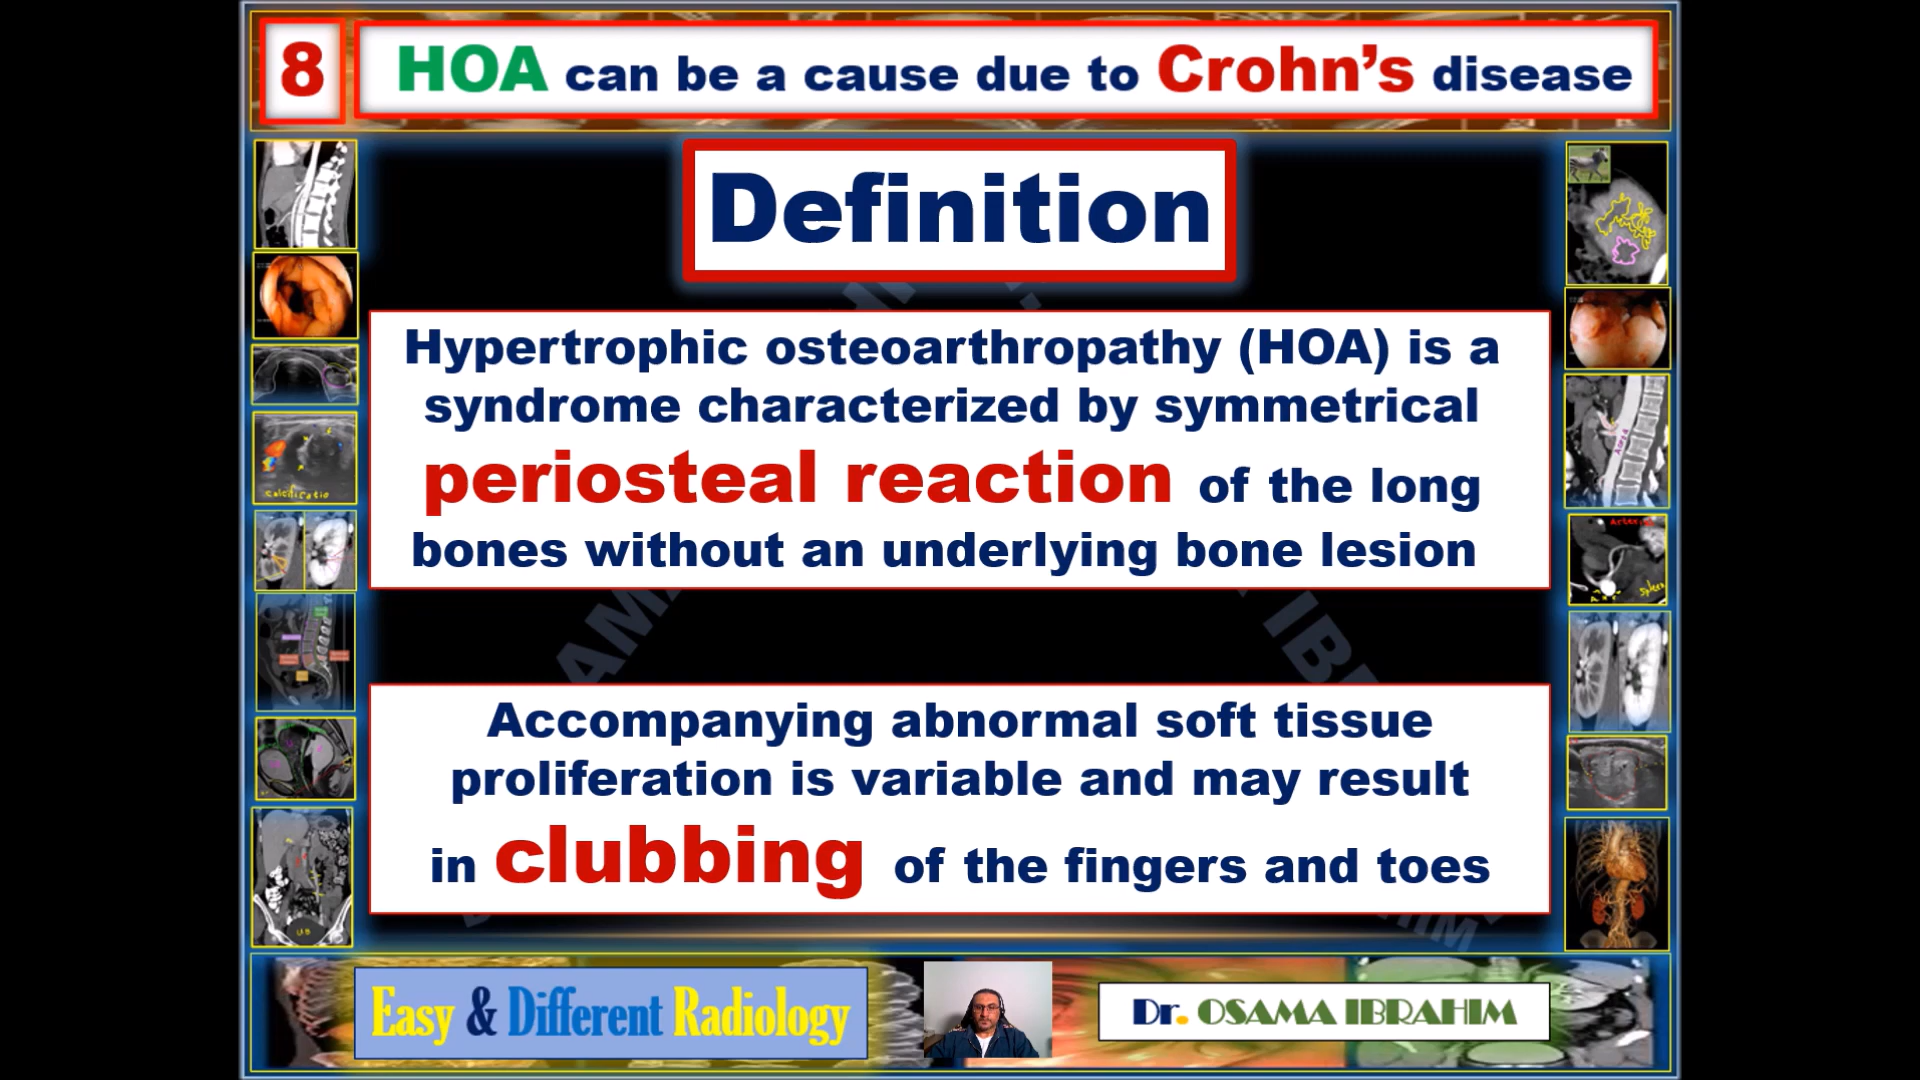 8
HOA can be a cause due to Crohn’s disease
Definition
Hypertrophic osteoarthropathy (HOA) is a
syndrome characterized by symmetrical
periosteal reaction of the long
bones without an underlying bone lesion
Accompanying abnormal soft tissue
proliferation is variable and may result
in clubbing of the fingers and toes
Easy & Different Radiology
Dr. OSAMA IBRAHIM